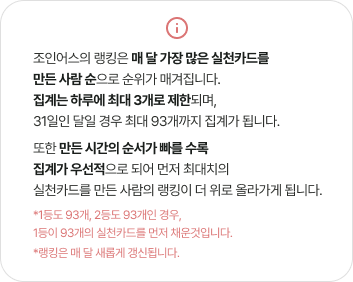 조인어스의 랭킹은 매 달 가장 많은 실천카드를
만든 사람 순으로 순위가 매겨집니다.
집계는 하루에 최대 3개로 제한되며,
31일인 달일 경우 최대 93개까지 집계가 됩니다.
또한 만든 시간의 순서가 빠를 수록
집계가 우선적으로 되어 먼저 최대치의
실천카드를 만든 사람의 랭킹이 더 위로 올라가게 됩니다.
*1등도 93개, 2등도 93개인 경우,
1등이 93개의 실천카드를 먼저 채운것입니다.
*랭킹은 매 달 새롭게 갱신됩니다.